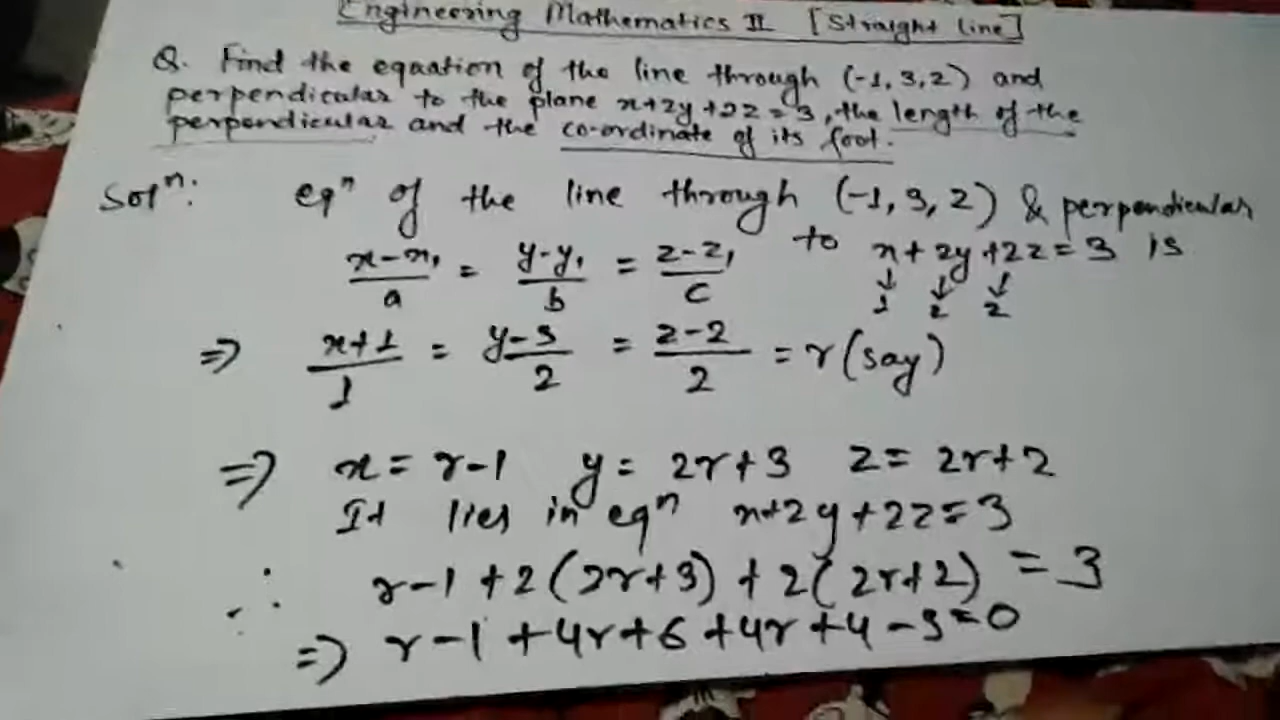 Engineering Mathematics II [Straight line]
Q. Find the equation of the line through (-1, 3, 2) and
perpendicular to the plane x+2y+2z=3, the length of the
perpendicular and the co-ordinate of its foot.
Solⁿ: eqⁿ of the line through (-1, 3, 2) & perpendicular
to x+2y+2z=3 is
x-x₁/a = y-y₁/b = z-z₁/c
↓ ↓ ↓
1 2 2
⇒ x+1/1 = y-3/2 = z-2/2 = r (say)
⇒ x = r-1 y = 2r+3 z = 2r+2
It lies in eqⁿ x+2y+2z=3
∴ r-1+2(2r+3)+2(2r+2) = 3
⇒ r-1+4r+6+4r+4-3=0